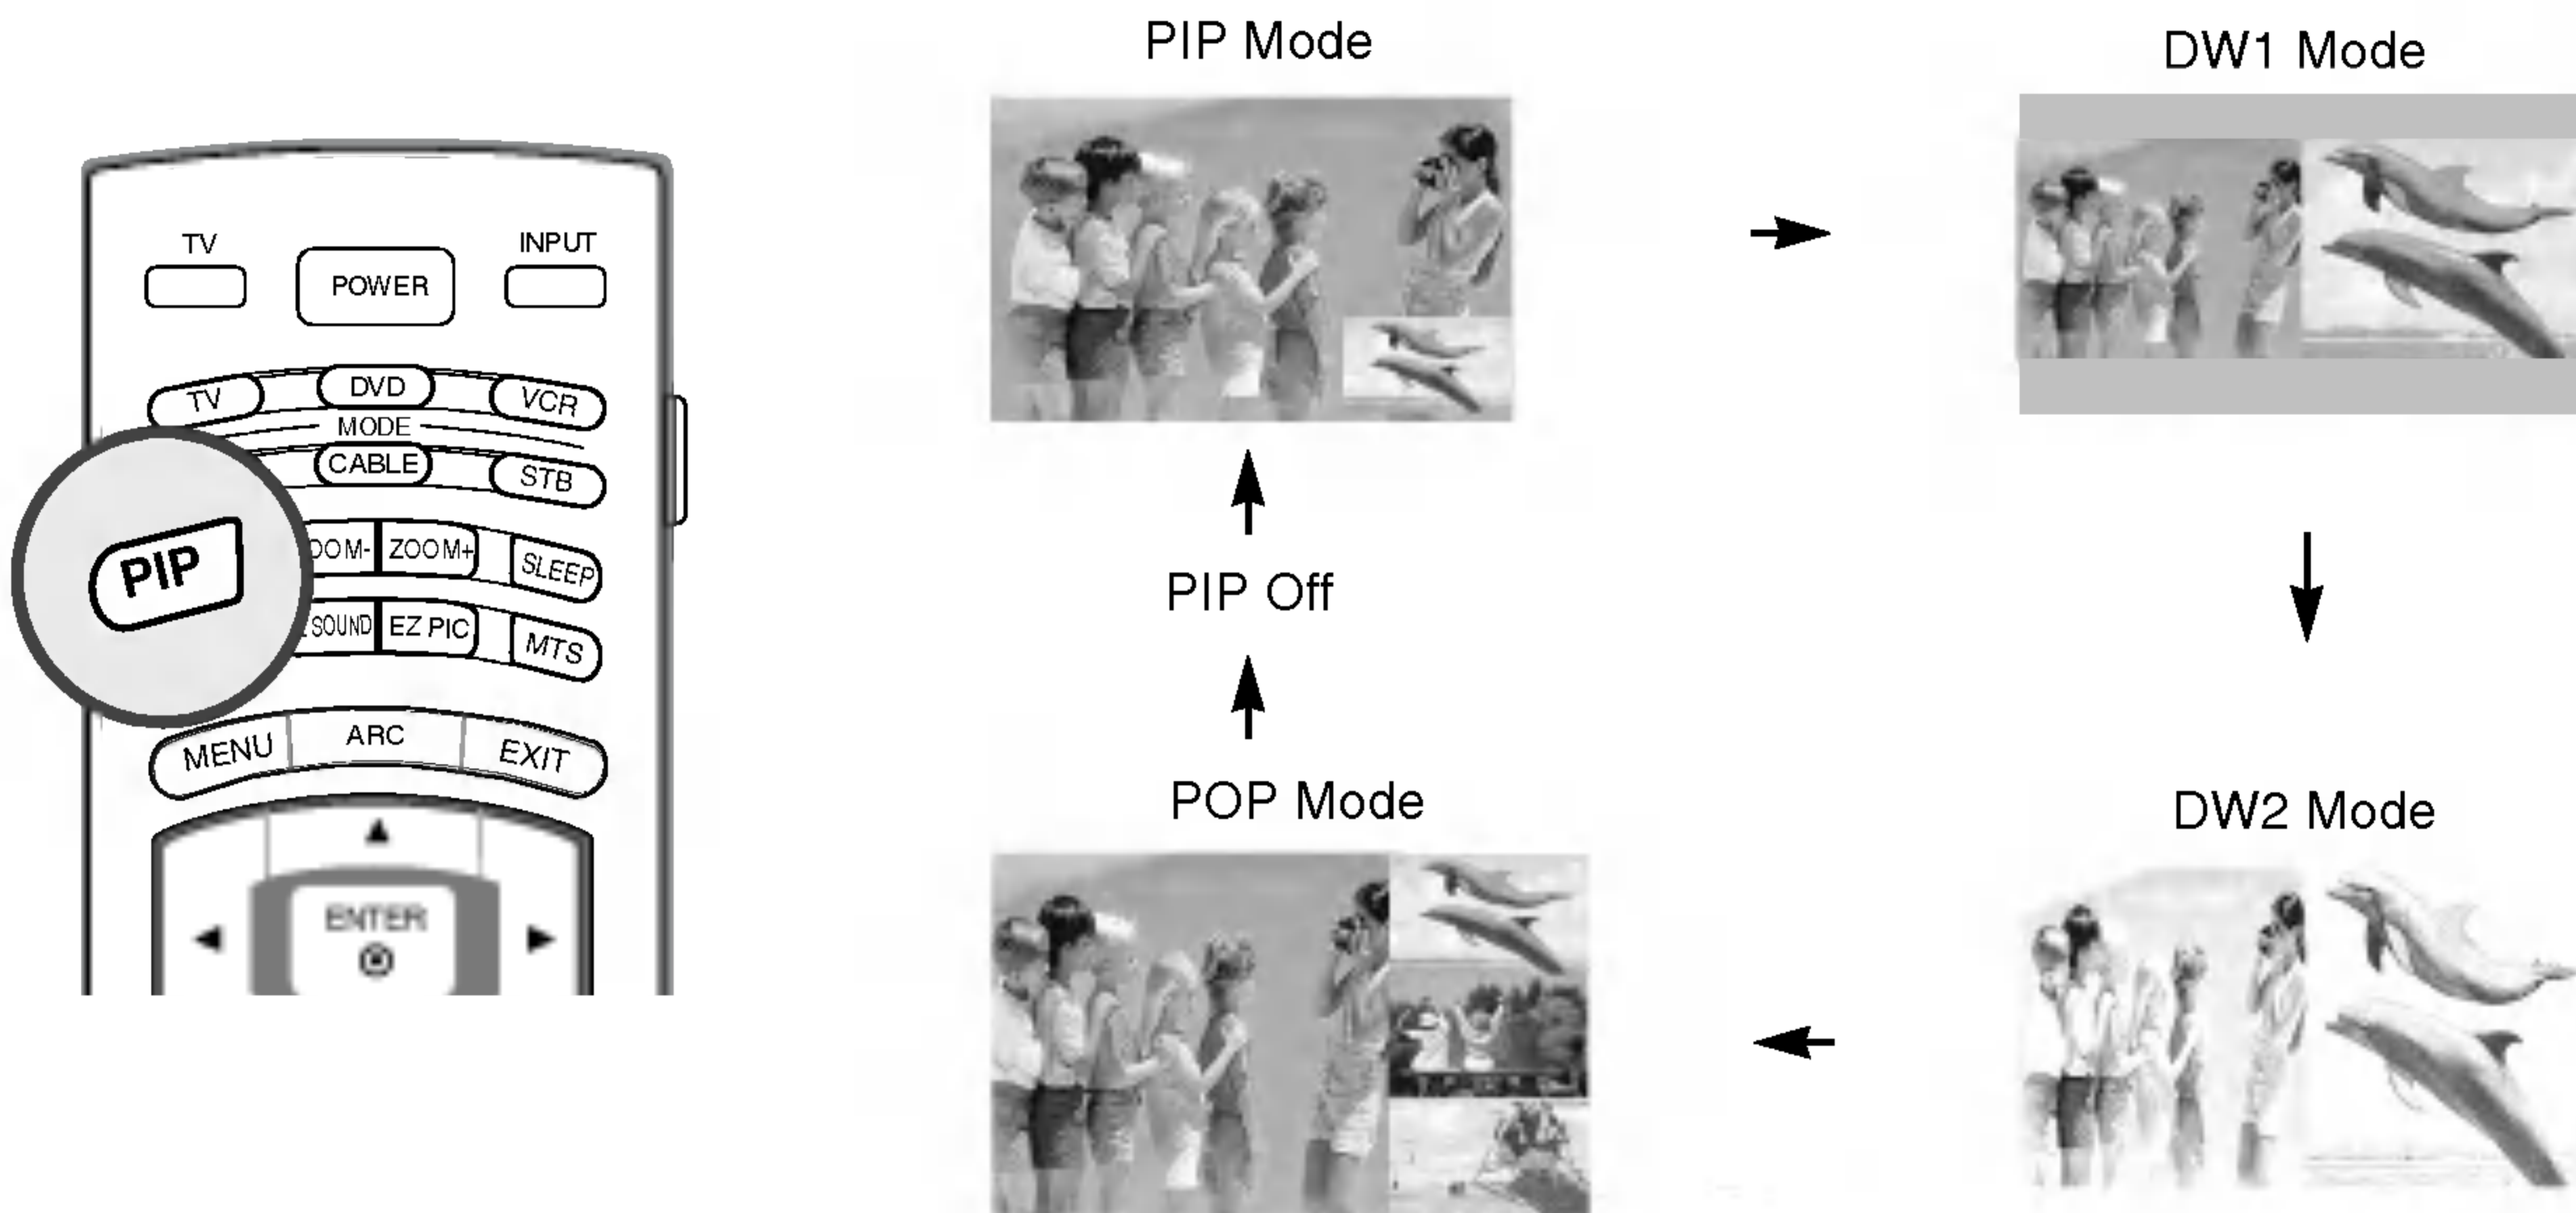 TV
INPUT
POWER
TV
DVD
VCR
MODE
CABLE
STB
PIP
ZOOM+
SLEEP
SOUND
EZ PIC
MTS
MENU
ARC
EXIT
ENTER
PIP Mode
DW1 Mode
PIP Off
POP Mode
DW2 Mode